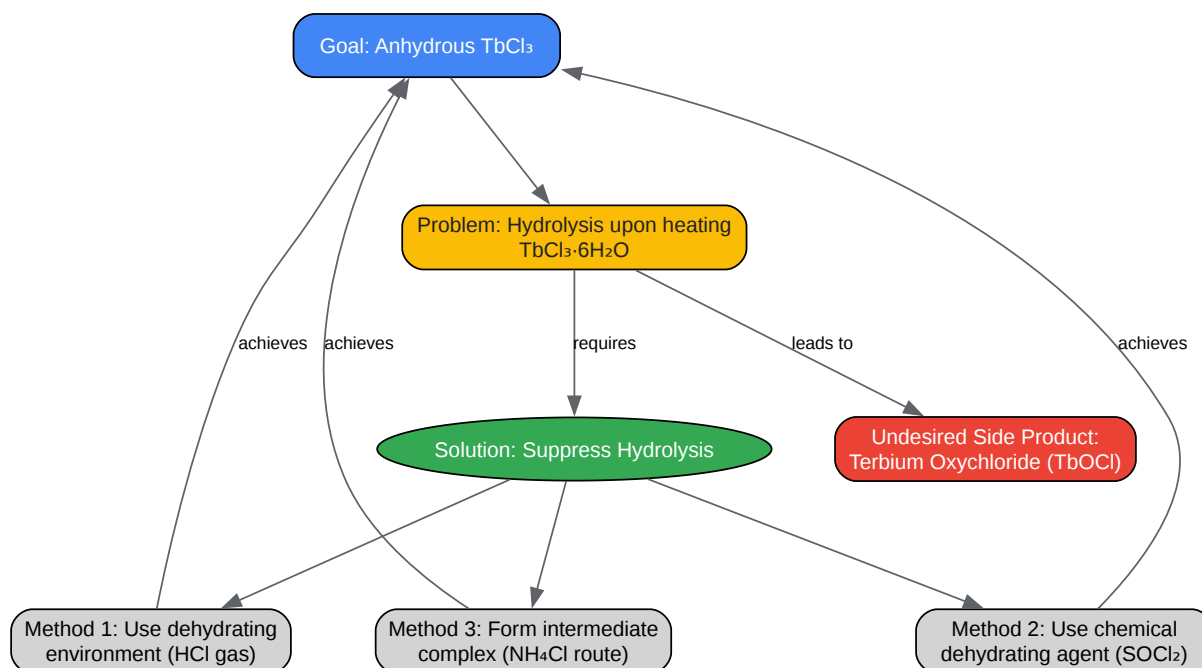 Goal: Anhydrous TbCl₃
Problem: Hydrolysis upon heating
TbCl₃·6H₂O
achieves
achieves
requires
leads to
achieves
Solution: Suppress Hydrolysis
Undesired Side Product:
Terbium Oxychloride (TbOCl)
Method 1: Use dehydrating
environment (HCl gas)
Method 3: Form intermediate
complex (NH₄Cl route)
Method 2: Use chemical
dehydrating agent (SOCl₂)